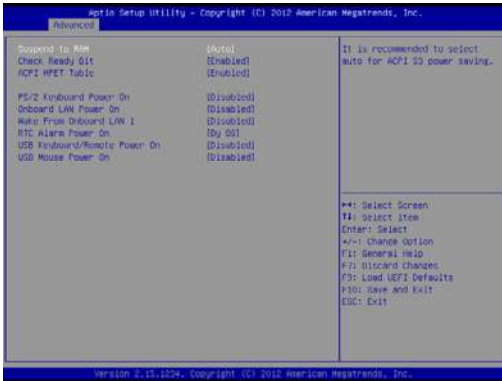 Aptio Setup Utility - Copyright (C) 2012 American Megatrends, Inc.
Advanced
Suspend to RAM [Auto]
Check Ready Bit [Enabled]
ACPI HPET Table [Enabled]
PS/2 Keyboard Power On [Disabled]
Onboard LAN Power On [Disabled]
Wake From Onboard LAN 1 [Disabled]
RTC Alarm Power On [By OS]
USB Keyboard/Remote Power On [Disabled]
USB Mouse Power On [Disabled]
It is recommended to select
auto for ACPI S3 power saving.
→←: Select Screen
↑↓: Select Item
Enter: Select
+/-: Change Option
F1: General Help
F7: Discard Changes
F9: Load UEFI Defaults
F10: Save and Exit
ESC: Exit
Version 2.15.1234. Copyright (C) 2012 American Megatrends, Inc.